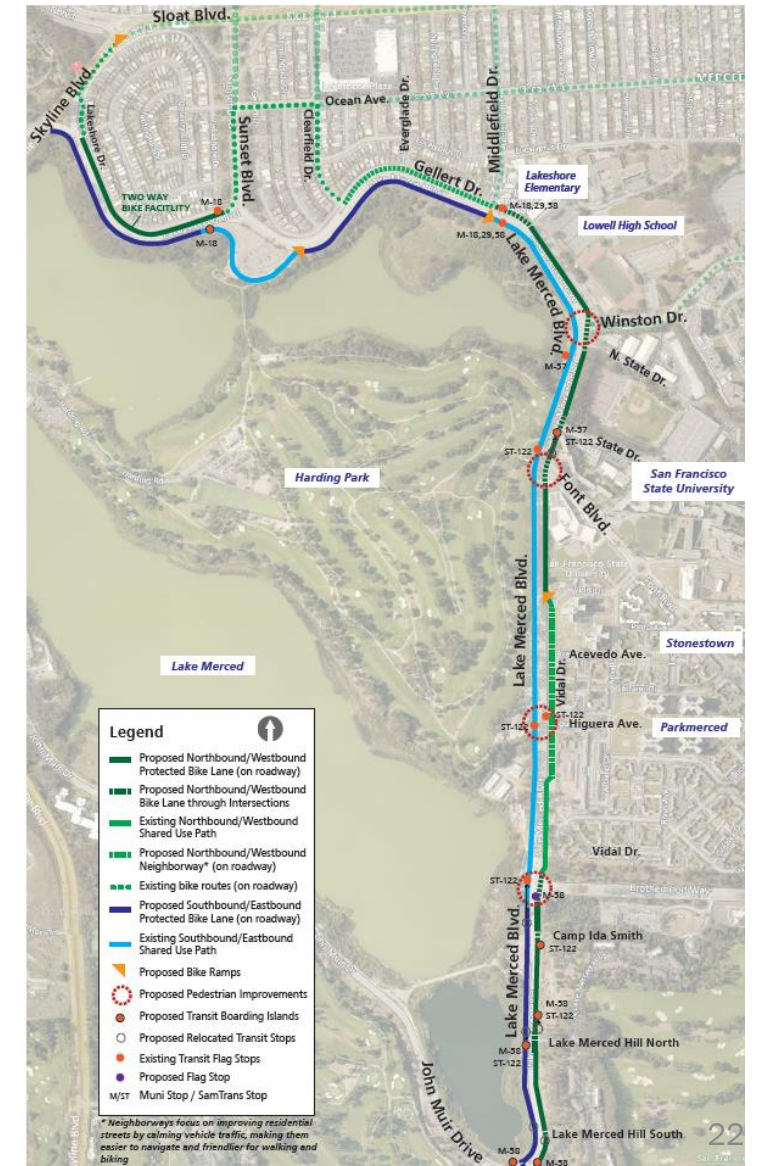 Sloat Blvd.
Skyline Blvd.
Lakeshore Dr.
Ocean Ave.
Sunset Blvd.
Clearfield Dr.
Everglade Dr.
Middlefield Dr.
Gellert Dr.
Lakeshore
Elementary
TWO WAY
BIKE FACITLITY
M-18
M-18
M-18,29,58
M-18,29,58
Lowell High School
Lake Merced Blvd.
Winston Dr.
M-57
N. State Dr.
M-57
ST-122
State Dr.
ST-122
Harding Park
San Francisco
State University
Font Blvd.
Lake Merced Blvd.
Acevedo Ave.
Stonestown
Lake Merced
Vidal Dr.
ST-122
ST-122
Higuera Ave.
Parkmerced
Vidal Dr.
ST-122
M-58
Lake Merced Blvd.
Camp Ida Smith
ST-122
M-58
ST-122
Lake Merced Hill North
M-58
ST-122
John Muir Drive
Lake Merced Hill South
M-58
M-58
22
Legend
Proposed Northbound/Westbound
Protected Bike Lane (on roadway)
Proposed Northbound/Westbound
Bike Lane through Intersections
Existing Northbound/Westbound
Shared Use Path
Proposed Northbound/Westbound
Neighborway* (on roadway)
Existing bike routes (on roadway)
Proposed Southbound/Eastbound
Protected Bike Lane (on roadway)
Existing Southbound/Eastbound
Shared Use Path
Proposed Bike Ramps
Proposed Pedestrian Improvements
Proposed Transit Boarding Islands
Proposed Relocated Transit Stops
Existing Transit Flag Stops
Proposed Flag Stop
M/ST Muni Stop / SamTrans Stop
* Neighborways focus on improving residential
streets by calming vehicle traffic, making them
easier to navigate and friendlier for walking and
biking